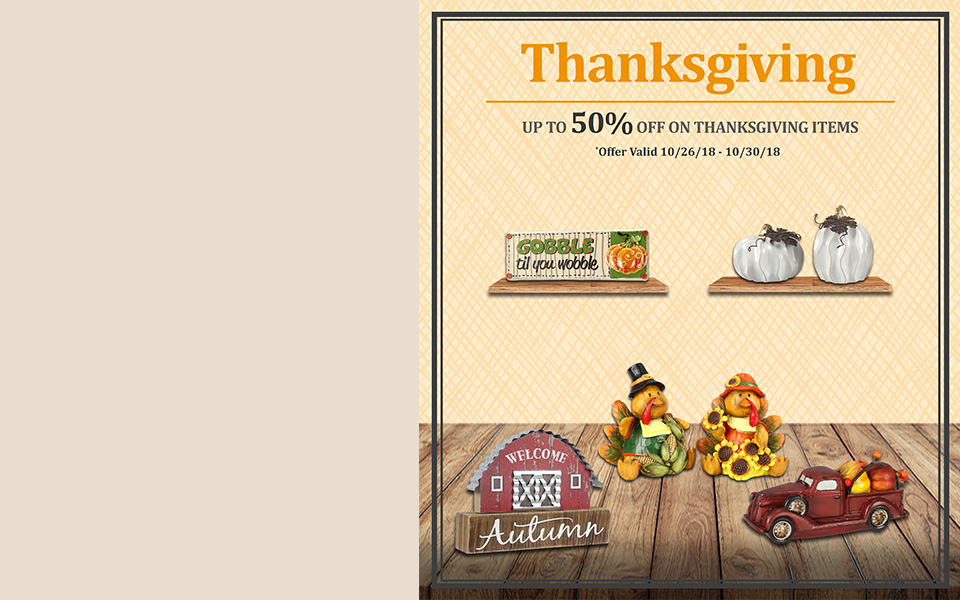 Thanksgiving
UP TO 50% OFF ON THANKSGIVING ITEMS
*Offer Valid 10/26/18 - 10/30/18
GOBBLE
til you wobble
WELCOME
Autumn